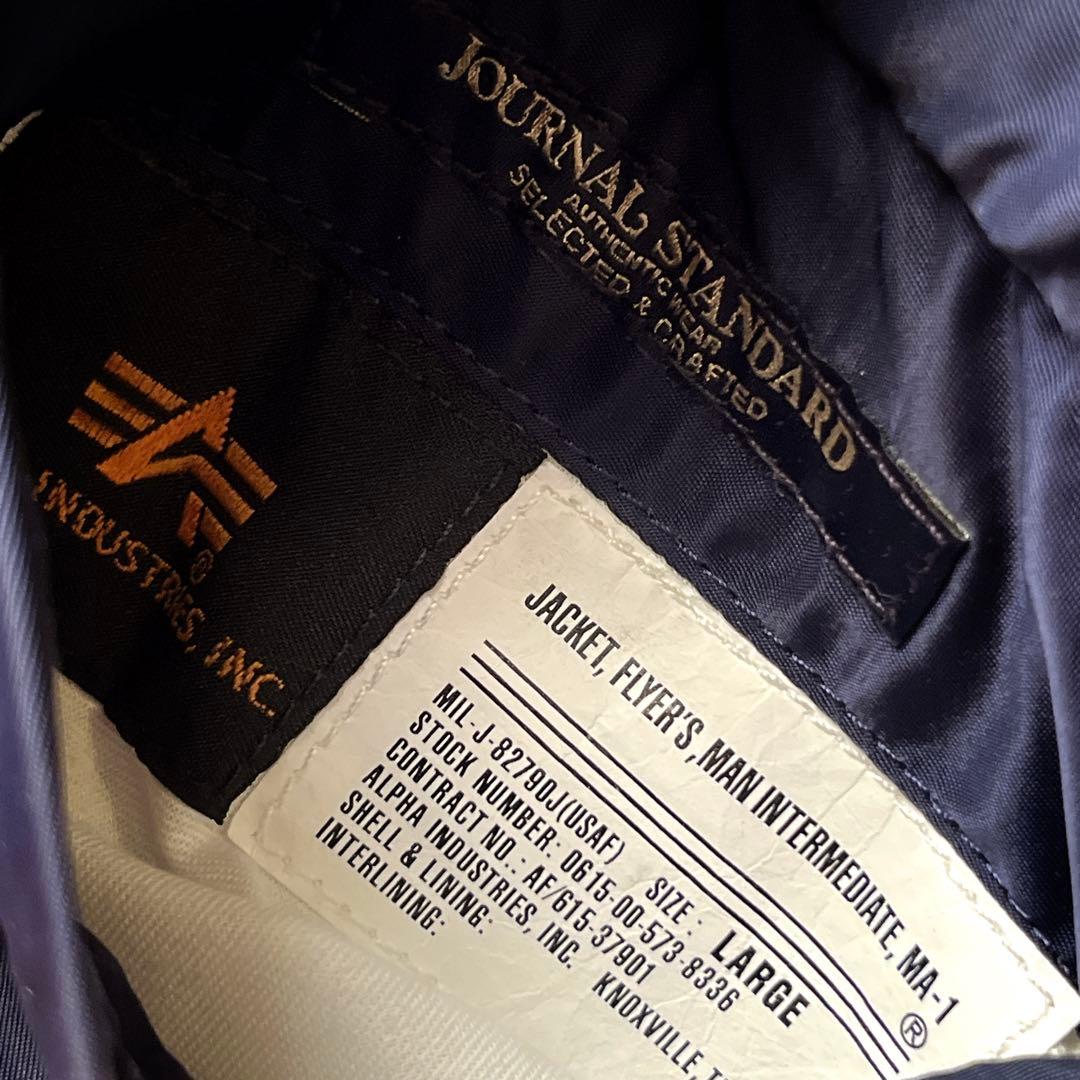 JOURNAL STANDARD
AUTHENTIC WEAR
SELECTED & CRAFTED
INDUSTRIES, INC.
®
JACKET, FLYER'S, MAN INTERMEDIATE, MA-1
®
MIL-J-82790J(USAF) SIZE : LARGE
STOCK NUMBER: 0615-00-573-8336
CONTRACT NO.: AF/615-37901
ALPHA INDUSTRIES, INC. KNOXVILLE,
SHELL & LINING:
INTERLINING: